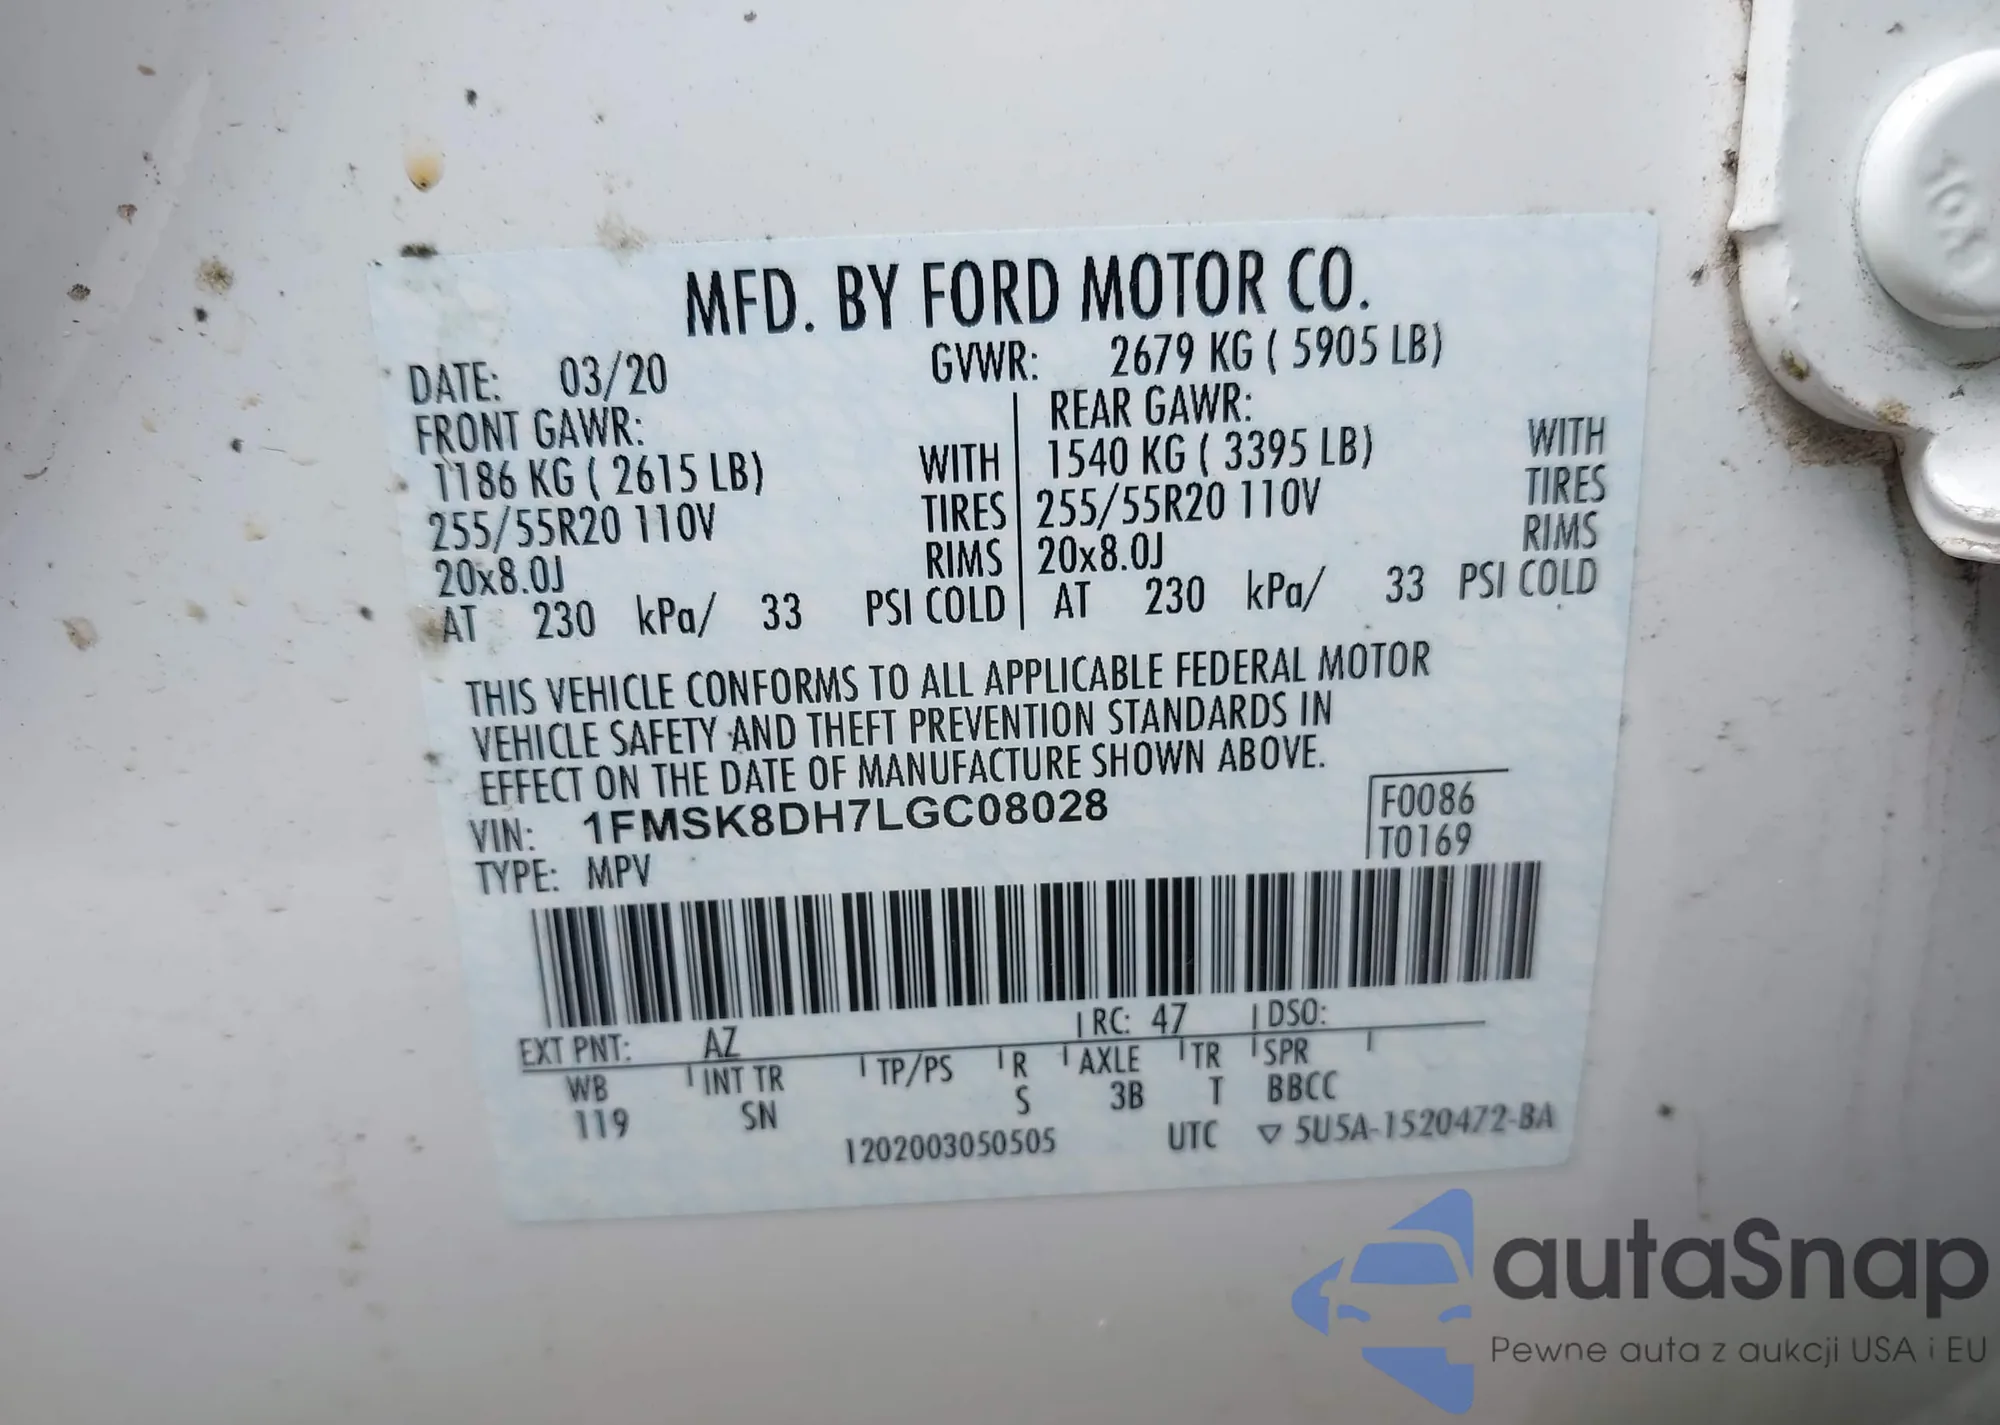 MFD. BY FORD MOTOR CO.
DATE: 03/20 GVWR: 2679 KG ( 5905 LB)
FRONT GAWR: REAR GAWR:
1186 KG ( 2615 LB) WITH 1540 KG ( 3395 LB) WITH
255/55R20 110V TIRES 255/55R20 110V TIRES
20x8.0J RIMS 20x8.0J RIMS
AT 230 kPa/ 33 PSI COLD AT 230 kPa/ 33 PSI COLD
THIS VEHICLE CONFORMS TO ALL APPLICABLE FEDERAL MOTOR
VEHICLE SAFETY AND THEFT PREVENTION STANDARDS IN
EFFECT ON THE DATE OF MANUFACTURE SHOWN ABOVE.
VIN: 1FMSK8DH7LGC08028 F0086
TYPE: MPV T0169
EXT PNT: AZ RC: 47 DSO:
WB INT TR TP/PS R AXLE TR SPR
119 SN S 3B T BBCC
1202003050505 UTC ▽ 5U5A-1520472-BA
autaSnap
Pewne auta z aukcji USA i EU